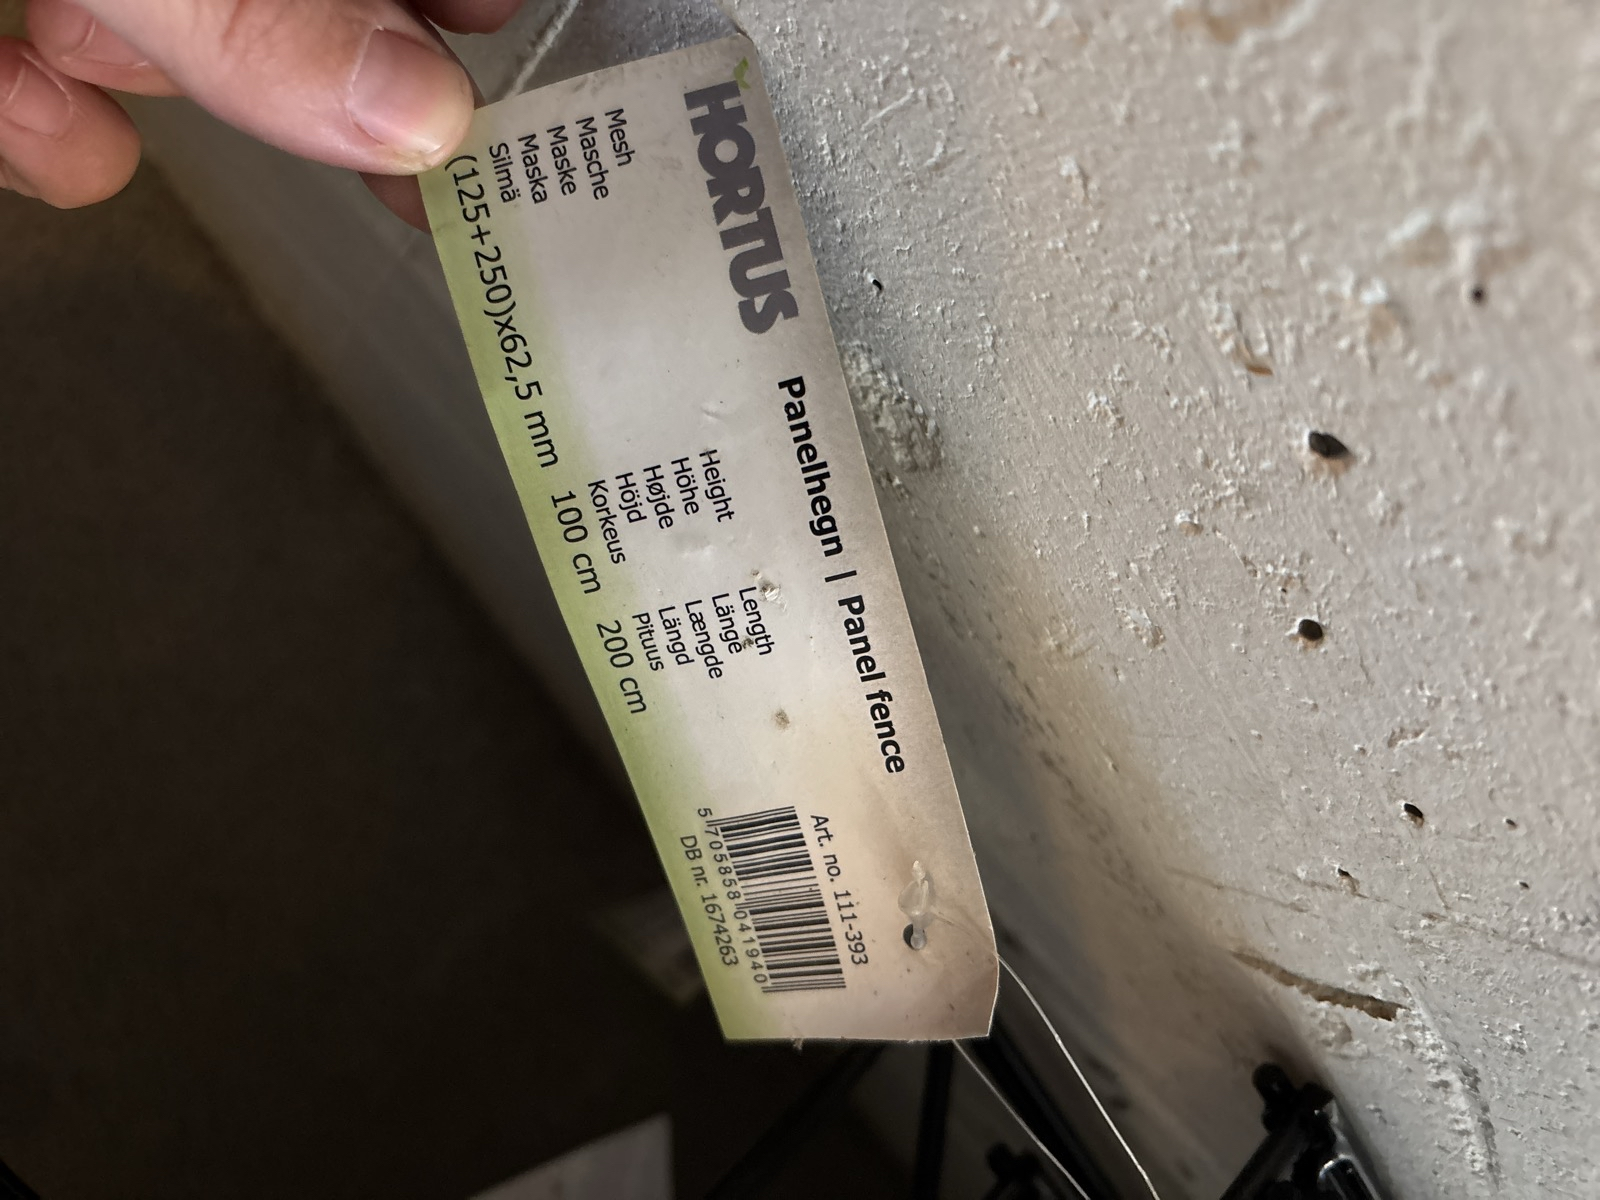 HORTUS
Panelhegn | Panel fence
Art. no. 111-393
Mesh
Masche
Maske
Maska
Silmä
(125+250)x62,5 mm
Height
Höhe
Højde
Höjd
Korkeus
100 cm
Length
Länge
Længde
Längd
Pituus
200 cm
5 705858 041940
DB nr. 1674263